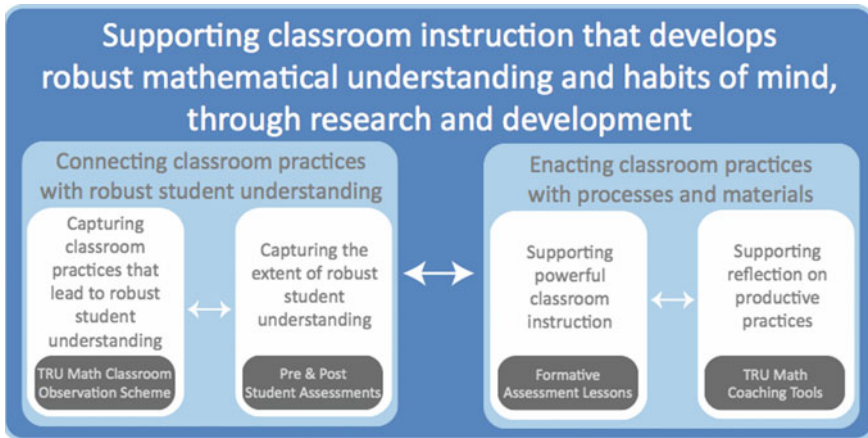 Supporting classroom instruction that develops
robust mathematical understanding and habits of mind,
through research and development
Connecting classroom practices
with robust student understanding
Capturing
classroom
practices that
lead to robust
student
understanding
TRU Math Classroom
Observation Scheme
Capturing the
extent of robust
student
understanding
Pre & Post
Student Assessments
Enacting classroom practices
with processes and materials
Supporting
powerful
classroom
instruction
Formative
Assessment Lessons
Supporting
reflection on
productive
practices
TRU Math
Coaching Tools